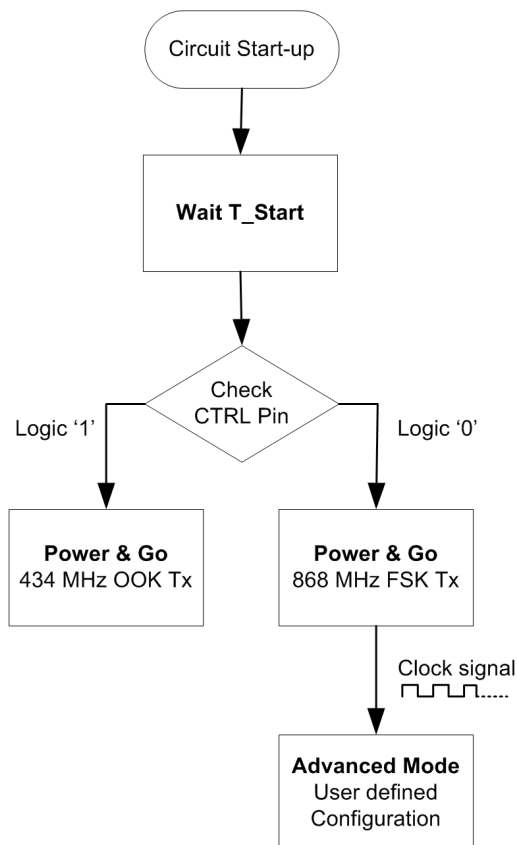 Circuit Start-up
Wait T_Start
Check
CTRL Pin
Logic ‘1’
Logic ‘0’
Power & Go
434 MHz OOK Tx
Power & Go
868 MHz FSK Tx
Clock signal
Advanced Mode
User defined
Configuration